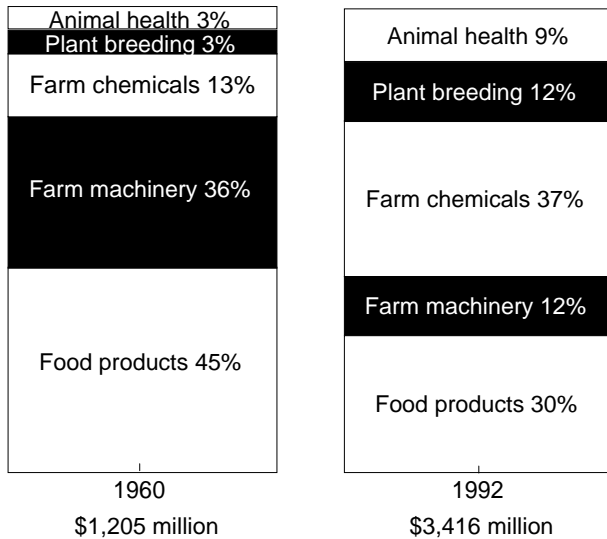 Animal health 3%
Plant breeding 3%
Farm chemicals 13%
Farm machinery 36%
Food products 45%
1960
$1,205 million
Animal health 9%
Plant breeding 12%
Farm chemicals 37%
Farm machinery 12%
Food products 30%
1992
$3,416 million